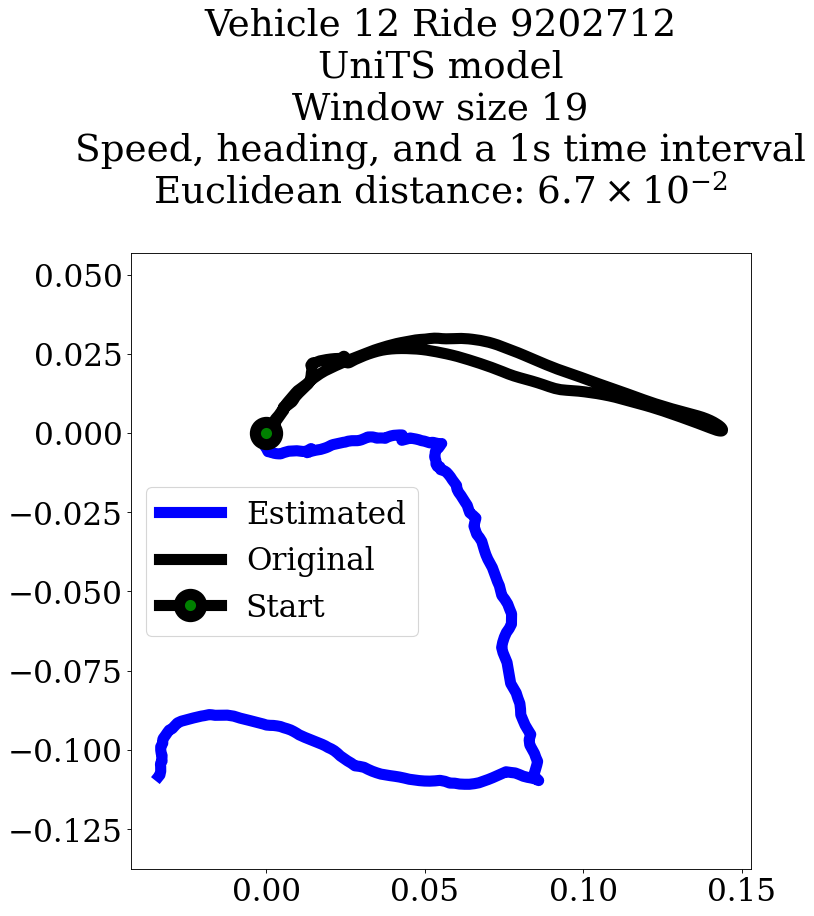 Vehicle 12 Ride 9202712
UniTS model
Window size 19
Speed, heading, and a 1s time interval
Euclidean distance: 6.7 × 10⁻²
0.050
0.025
0.000
−0.025
−0.050
−0.075
−0.100
−0.125
Estimated
Original
Start
0.00 0.05 0.10 0.15